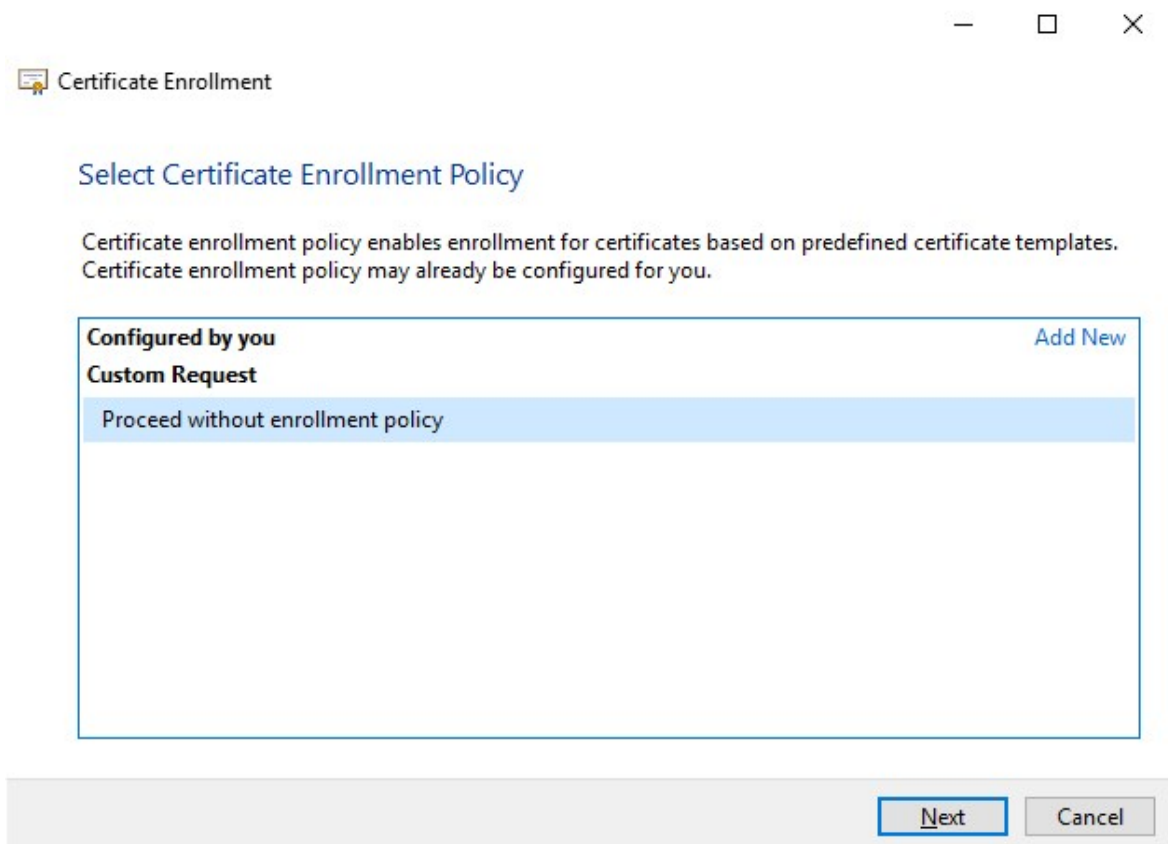 Certificate Enrollment
Select Certificate Enrollment Policy
Certificate enrollment policy enables enrollment for certificates based on predefined certificate templates.
Certificate enrollment policy may already be configured for you.
Configured by you Add New
Custom Request
Proceed without enrollment policy
Next Cancel